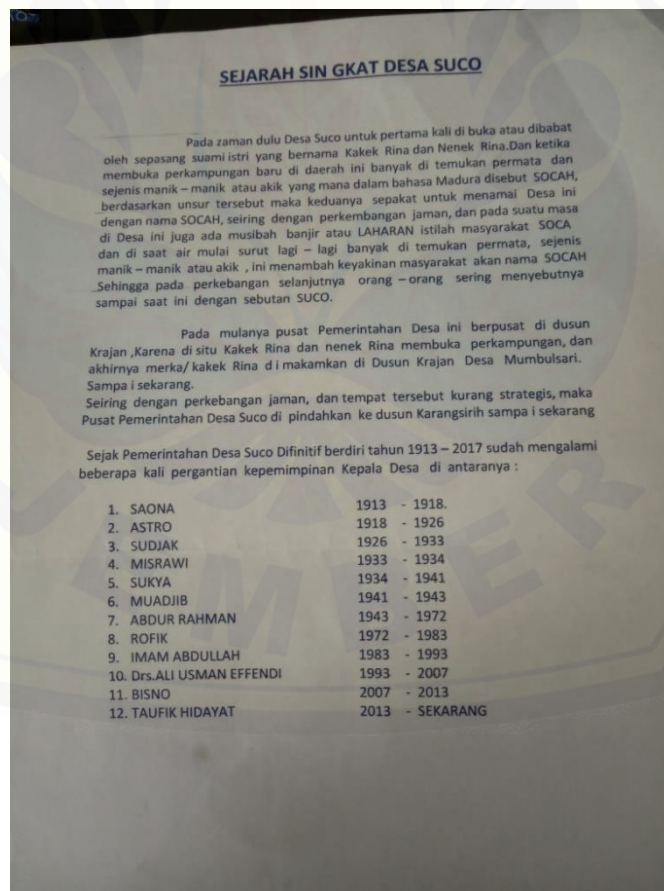 SEJARAH SIN GKAT DESA SUCO
Pada zaman dulu Desa Suco untuk pertama kali di buka atau dibabat
oleh sepasang suami istri yang bernama Kakek Rina dan Nenek Rina.Dan ketika
membuka perkampungan baru di daerah ini banyak di temukan permata dan
sejenis manik – manik atau akik yang mana dalam bahasa Madura disebut SOCAH,
berdasarkan unsur tersebut maka keduanya sepakat untuk menamai Desa ini
dengan nama SOCAH, seiring dengan perkembangan jaman, dan pada suatu masa
di Desa ini juga ada musibah banjir atau LAHARAN istilah masyarakat SOCA
dan di saat air mulai surut lagi – lagi banyak di temukan permata, sejenis
manik – manik atau akik , ini menambah keyakinan masyarakat akan nama SOCAH
Sehingga pada perkebangan selanjutnya orang – orang sering menyebutnya
sampai saat ini dengan sebutan SUCO.
Pada mulanya pusat Pemerintahan Desa ini berpusat di dusun
Krajan ,Karena di situ Kakek Rina dan nenek Rina membuka perkampungan, dan
akhirnya merka/ kakek Rina d i makamkan di Dusun Krajan Desa Mumbulsari.
Sampa i sekarang.
Seiring dengan perkebangan jaman, dan tempat tersebut kurang strategis, maka
Pusat Pemerintahan Desa Suco di pindahkan ke dusun Karangsirih sampa i sekarang
Sejak Pemerintahan Desa Suco Difinitif berdiri tahun 1913 – 2017 sudah mengalami
beberapa kali pergantian kepemimpinan Kepala Desa di antaranya :
1. SAONA 1913 - 1918.
2. ASTRO 1918 - 1926
3. SUDJAK 1926 - 1933
4. MISRAWI 1933 - 1934
5. SUKYA 1934 - 1941
6. MUADJIB 1941 - 1943
7. ABDUR RAHMAN 1943 - 1972
8. ROFIK 1972 - 1983
9. IMAM ABDULLAH 1983 - 1993
10. Drs.ALI USMAN EFFENDI 1993 - 2007
11. BISNO 2007 - 2013
12. TAUFIK HIDAYAT 2013 - SEKARANG
JEMBER